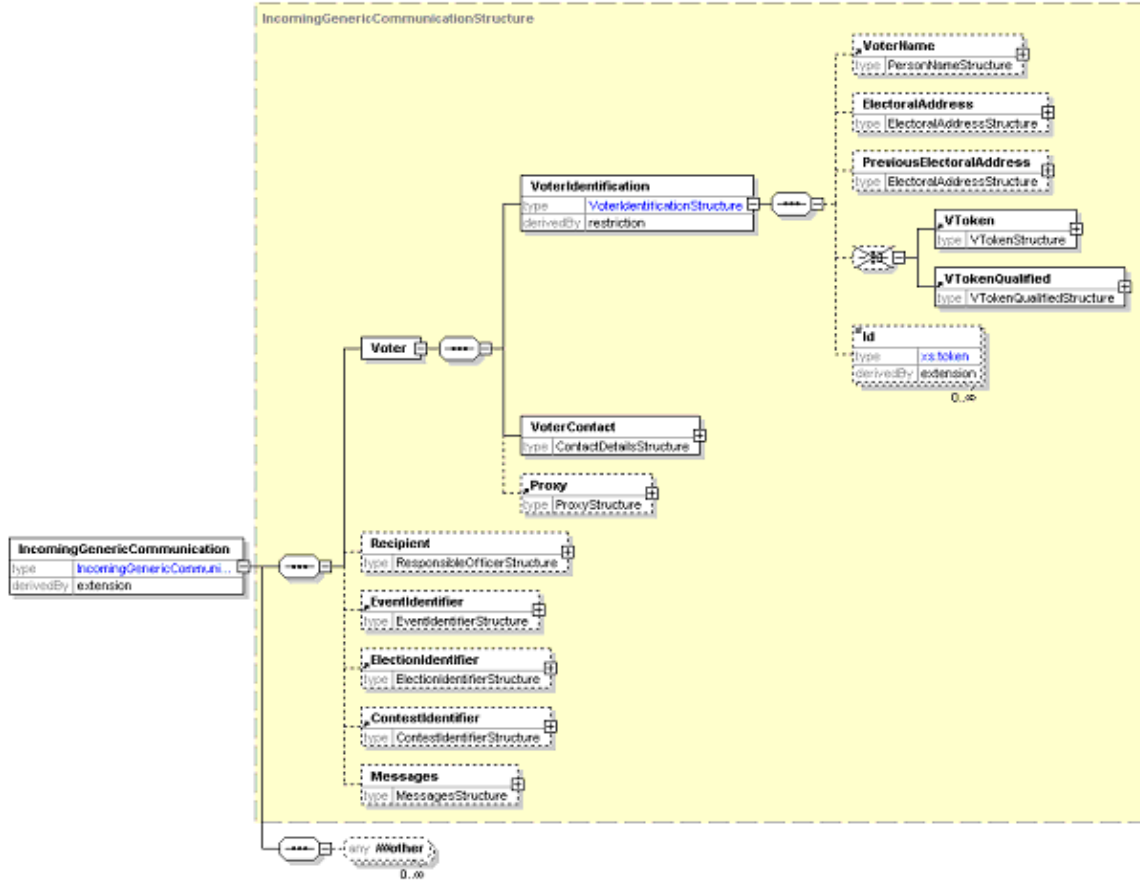 IncomingGenericCommunicationStructure
VoterName
type PersonNameStructure
ElectoralAddress
type ElectoralAddressStructure
PreviousElectoralAddress
type ElectoralAddressStructure
VoterIdentification
type VoterIdentificationStructure
derivedBy restriction
VToken
type VTokenStructure
VTokenQualified
type VTokenQualifiedStructure
Id
type xs:token
derivedBy extension
0..∞
Voter
VoterContact
type ContactDetailsStructure
Proxy
type ProxyStructure
IncomingGenericCommunication
type IncomingGenericCommuni...
derivedBy extension
Recipient
type ResponsibleOfficerStructure
EventIdentifier
type EventIdentifierStructure
ElectionIdentifier
type ElectionIdentifierStructure
ContestIdentifier
type ContestIdentifierStructure
Messages
type MessagesStructure
any ##other
0..∞